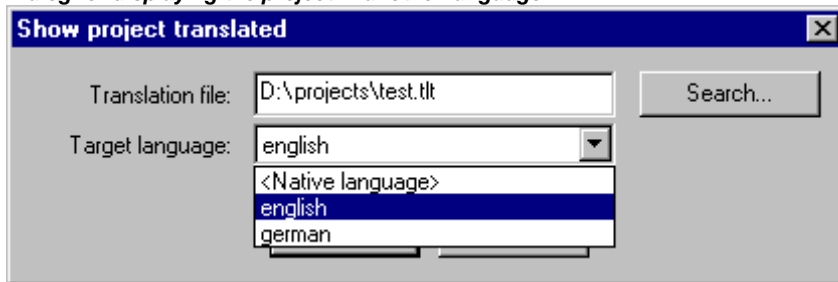 Show project translated
Translation file: D:\projects\test.tlt Search...
Target language: english
<Native language>
english
german